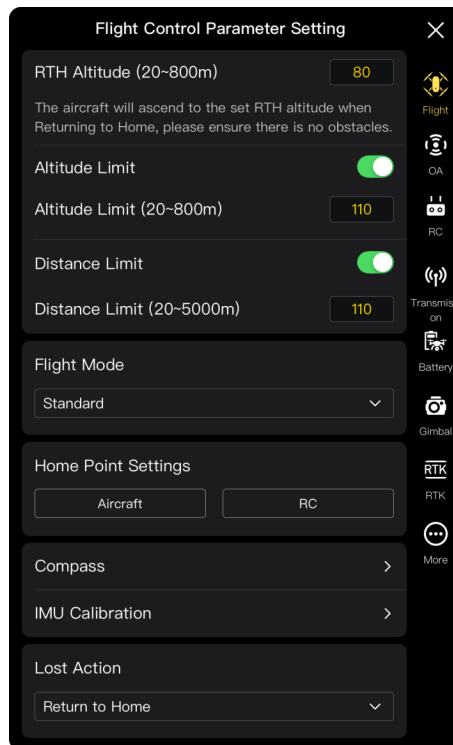 Flight Control Parameter Setting
RTH Altitude (20~800m)
80
The aircraft will ascend to the set RTH altitude when
Returning to Home, please ensure there is no obstacles.
Altitude Limit
Altitude Limit (20~800m)
110
Distance Limit
Distance Limit (20~5000m)
110
Flight Mode
Standard
Home Point Settings
Aircraft
RC
Compass
IMU Calibration
Lost Action
Return to Home
Flight
OA
RC
Transmis
on
Battery
Gimbal
RTK
RTK
More